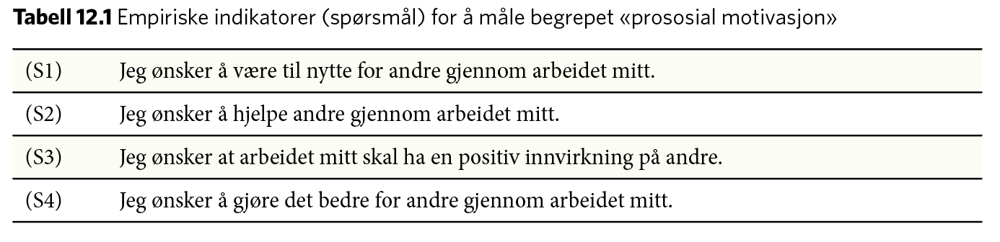 Tabell 12.1 Empiriske indikatorer (spørsmål) for å måle begrepet «prososial motivasjon»
(S1) Jeg ønsker å være til nytte for andre gjennom arbeidet mitt.
(S2) Jeg ønsker å hjelpe andre gjennom arbeidet mitt.
(S3) Jeg ønsker at arbeidet mitt skal ha en positiv innvirkning på andre.
(S4) Jeg ønsker å gjøre det bedre for andre gjennom arbeidet mitt.